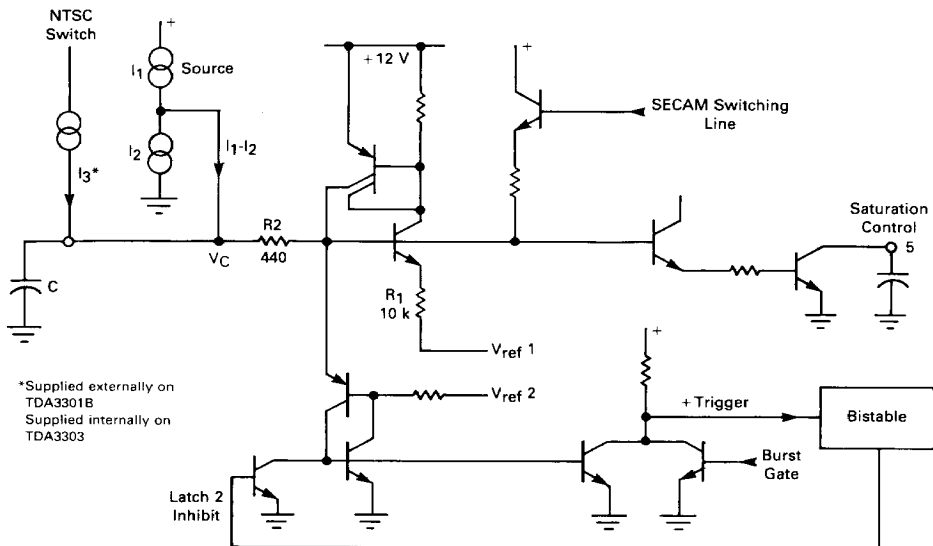 NTSC
Switch
+
I1
Source
I2
I1-I2
I3*
+12 V
+
SECAM Switching
Line
R2
440
VC
C
R1
10 k
Vref 1
Saturation
Control
5
*Supplied externally on
TDA3301B
Supplied internally on
TDA3303
Vref 2
+
+ Trigger
Bistable
Burst
Gate
Latch 2
Inhibit